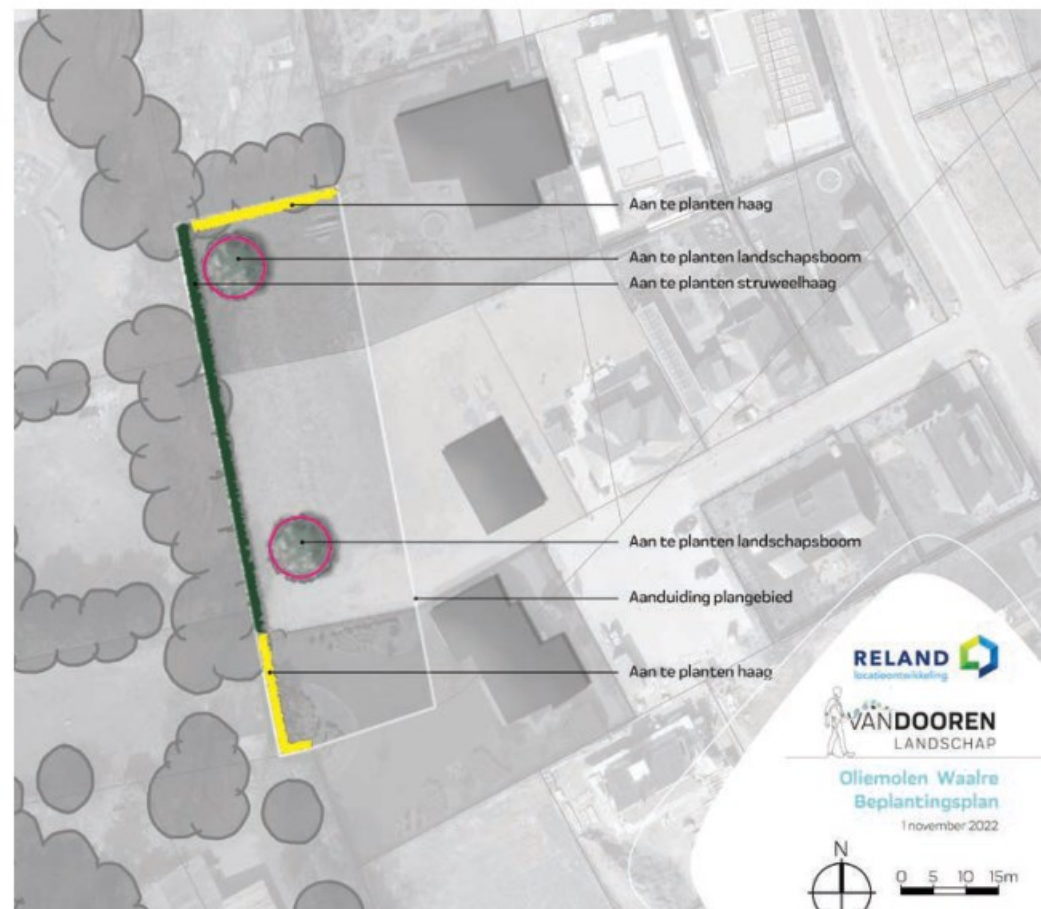 Aan te planten haag
Aan te planten landschapsboom
Aan te planten struweelhaag
Aan te planten landschapsboom
Aanduiding plangebied
Aan te planten haag
RELAND
locatieontwikkeling
VANDOOREN
LANDSCHAP
Oliemolen Waalre
Beplantingsplan
1 november 2022
N
0 5 10 15m